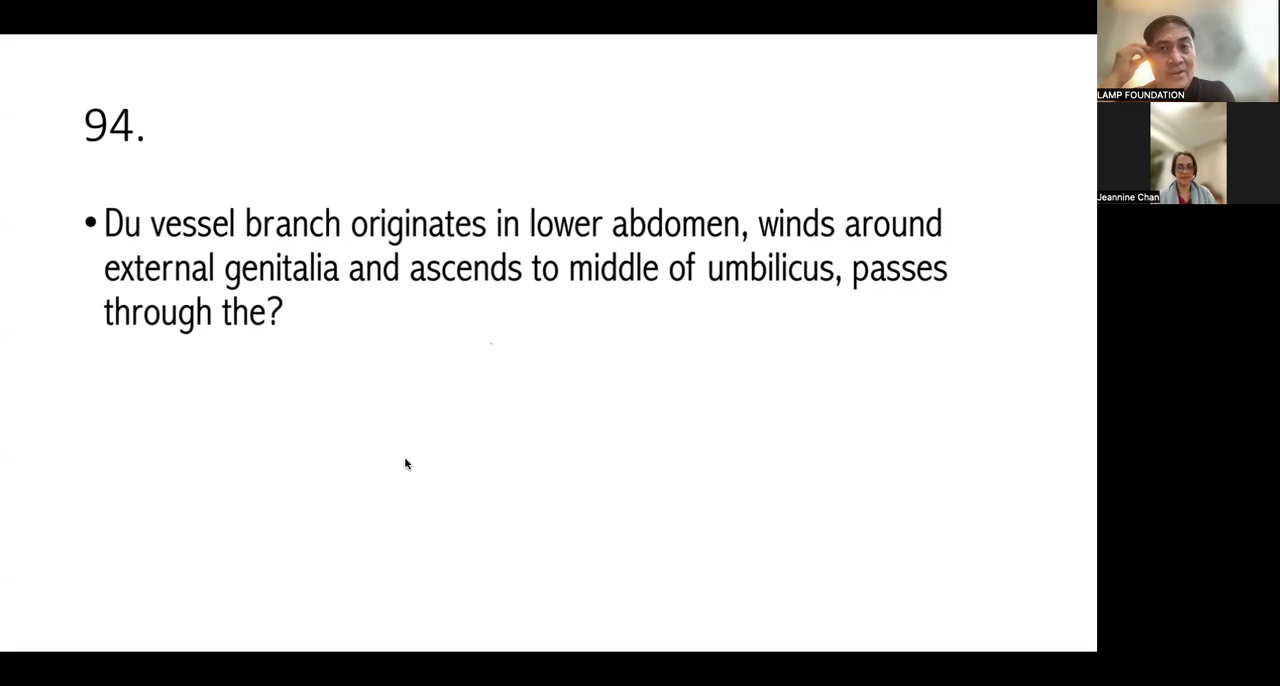 94.
• Du vessel branch originates in lower abdomen, winds around
external genitalia and ascends to middle of umbilicus, passes
through the?
LAMP FOUNDATION
Jeannine Chan